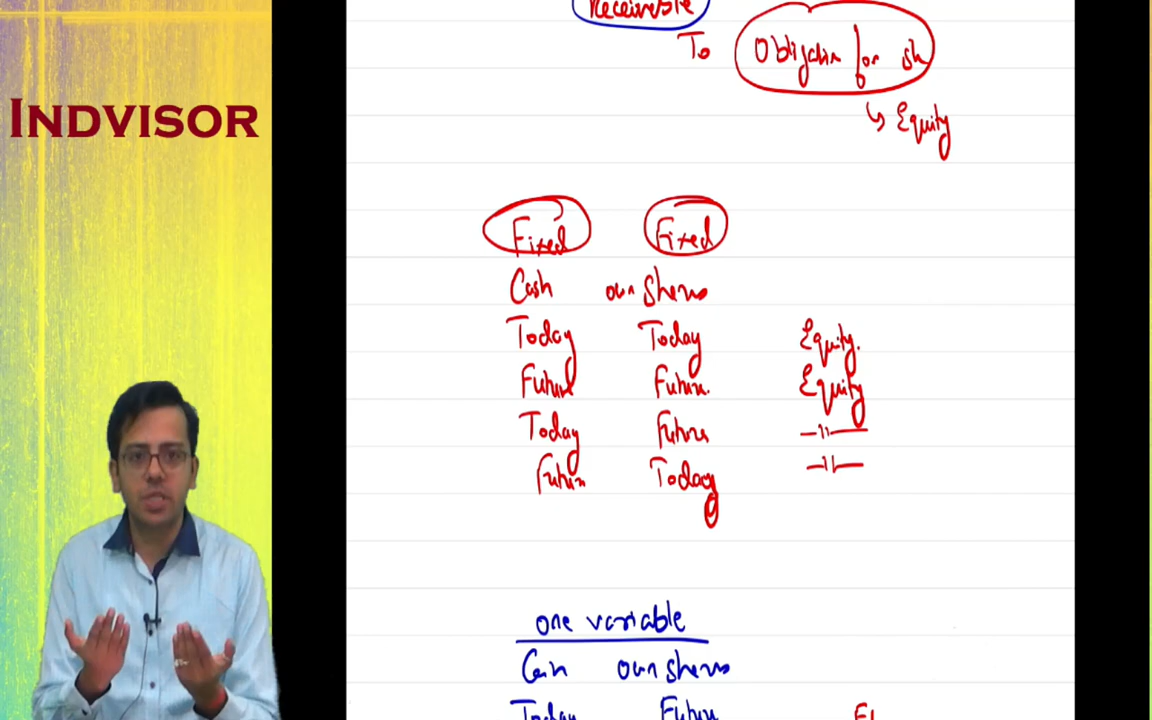 Receivable
To Obligation for sh
↳ Equity
INDVISOR
Fixed Fixed
Cash own Shares
Today Today Equity.
Future Future. Equity
Today Future —"—
Future Today —"—
one variable
Cash own Shares
Today Future